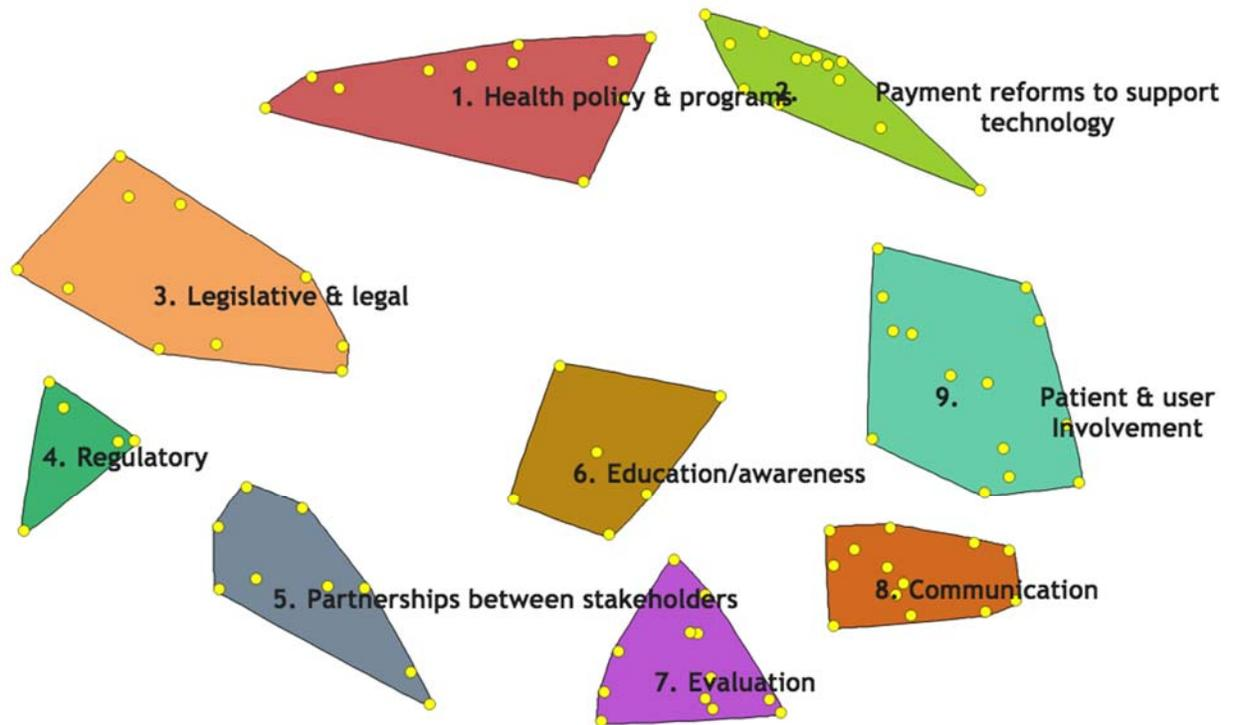 1. Health policy & programs
2.
Payment reforms to support
technology
3. Legislative & legal
4. Regulatory
5. Partnerships between stakeholders
6. Education/awareness
7. Evaluation
8. Communication
9.
Patient & user
Involvement